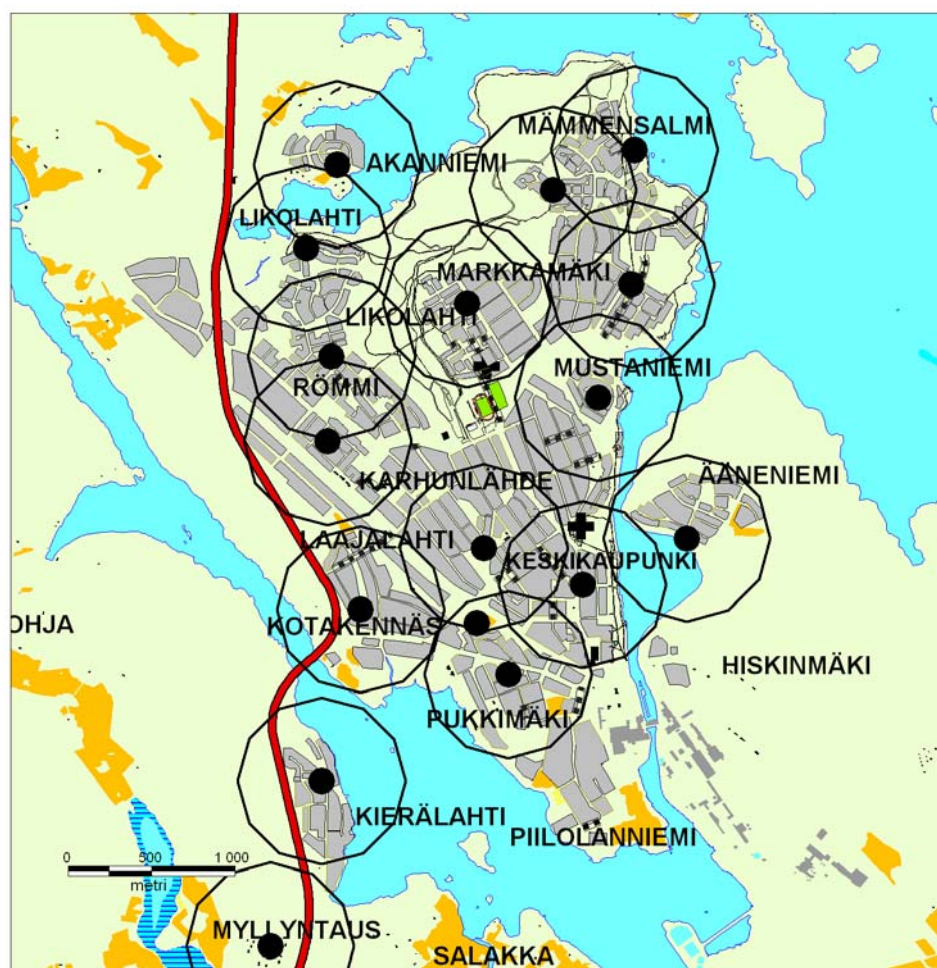 MÄMMENSALMI
AKANNIEMI
LIKOLAHTI
MARKKAMÄKI
LIKOLAHTI
MUSTANIEMI
RÖMMI
ÄÄNENIEMI
KARHUNLÄHDE
LAAJALAHTI
KESKIKAUPUNKI
OHJA
KOTAKENNÄS
HISKINMÄKI
PUKKIMÄKI
KIERÄLAHTI
PIILOLANNIEMI
0 500 1 000
metri
MYLLYNTAUS
SALAKKA